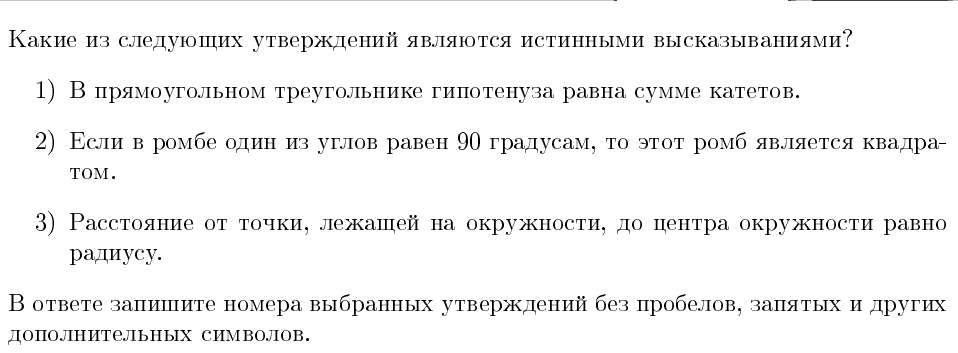 Какие из следующих утверждений являются истинными высказываниями?
1) В прямоугольном треугольнике гипотенуза равна сумме катетов.
2) Если в ромбе один из углов равен 90 градусам, то этот ромб является квадра-
том.
3) Расстояние от точки, лежащей на окружности, до центра окружности равно
радиусу.
В ответе запишите номера выбранных утверждений без пробелов, запятых и других
дополнительных символов.